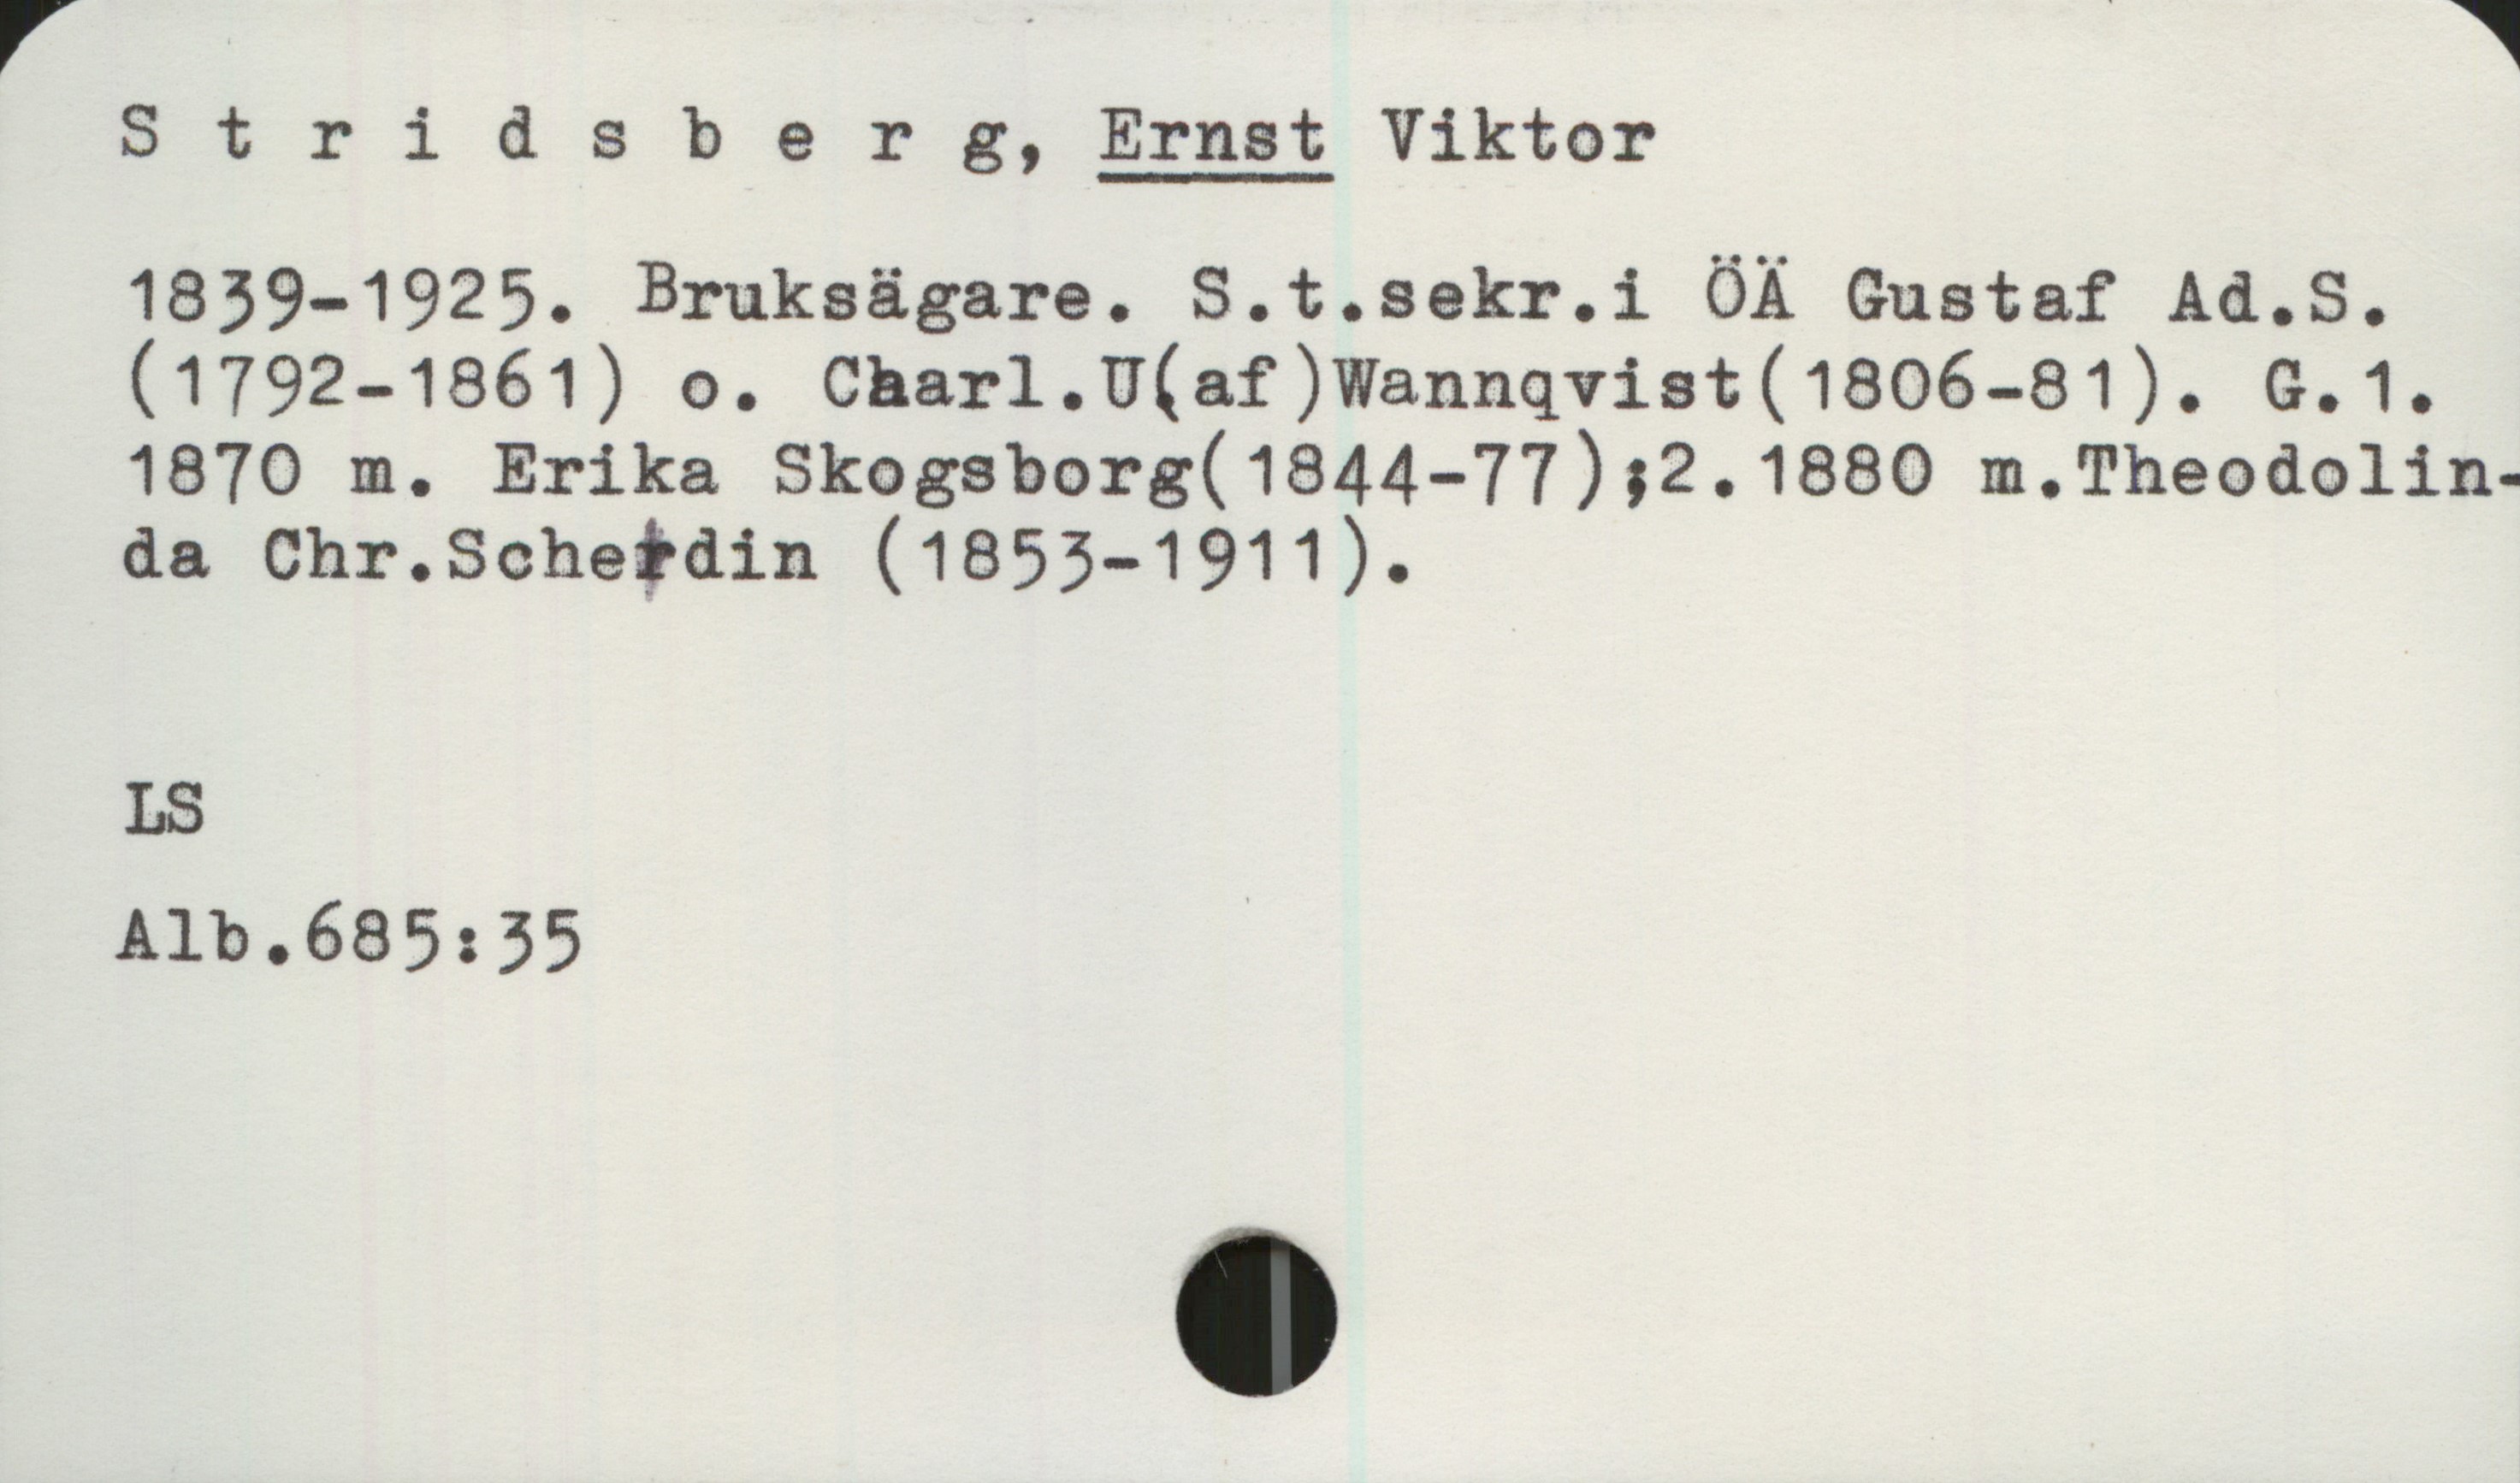 S t r i d s b e r g, Ernst Viktor
1839-1925. Bruksägare. S.t.sekr.i ÖÄ Gustaf Ad.S.
(1792-1861) o. Charl.U(af)Wannqvist(1806-81). G.1.
1870 m. Erika Skogsborg(1844-77);2.1880 m.Theodolin-
da Chr.Scherdin (1853-1911).
LS
Alb.685:35